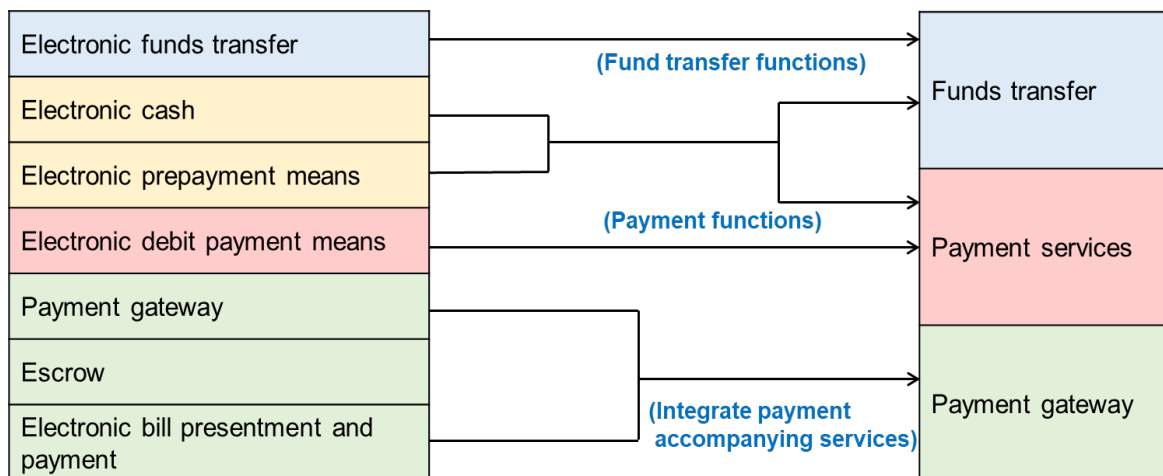 Electronic funds transfer
Electronic cash
Electronic prepayment means
Electronic debit payment means
Payment gateway
Escrow
Electronic bill presentment and
payment
(Fund transfer functions)
(Payment functions)
(Integrate payment
accompanying services)
Funds transfer
Payment services
Payment gateway